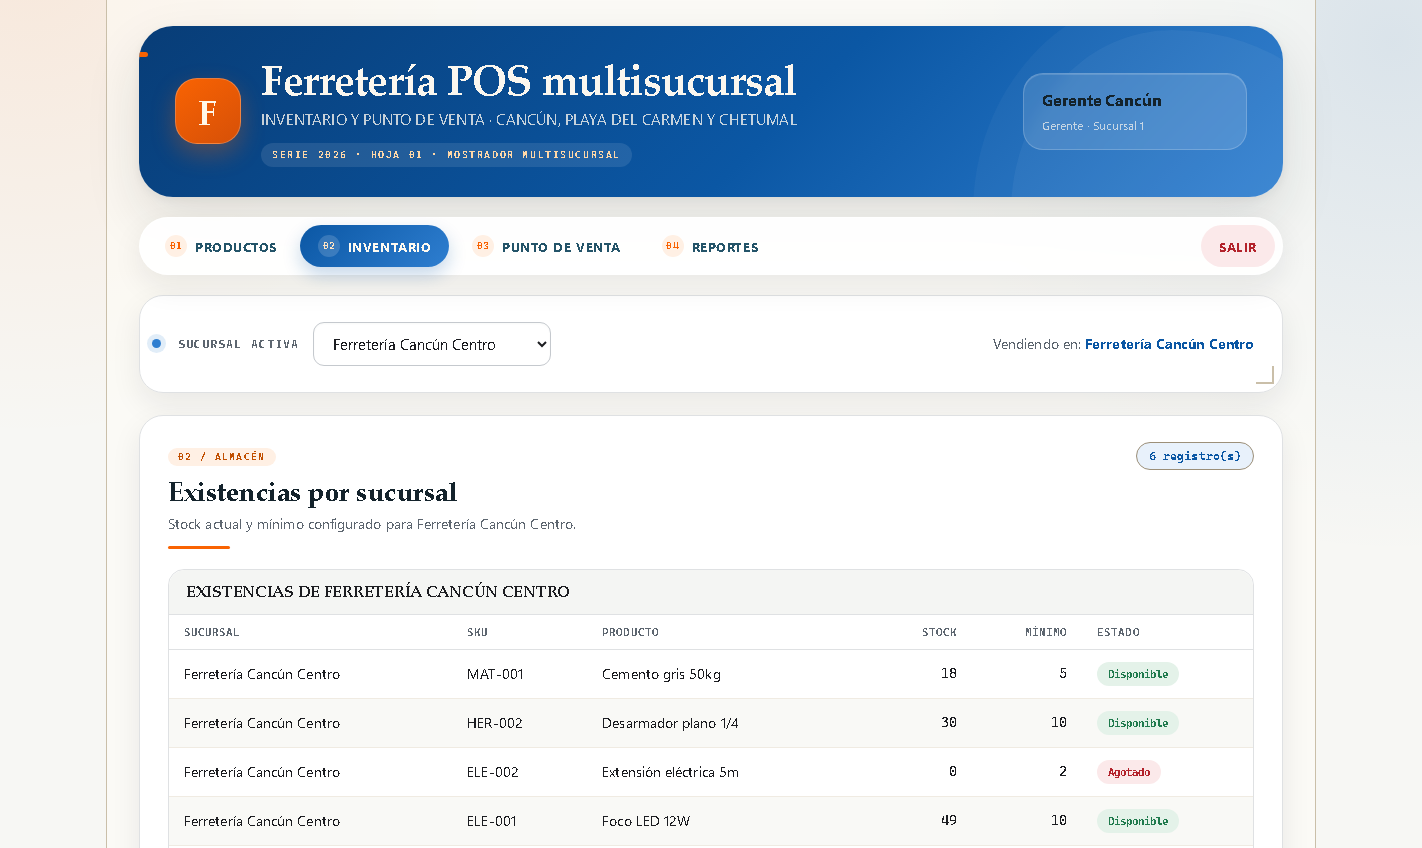 F
Ferretería POS multisucursal
INVENTARIO Y PUNTO DE VENTA · CANCÚN, PLAYA DEL CARMEN Y CHETUMAL
SERIE 2026 · HOJA 01 · MOSTRADOR MULTISUCURSAL
Gerente Cancún
Gerente · Sucursal 1
01 PRODUCTOS 02 INVENTARIO 03 PUNTO DE VENTA 04 REPORTES SALIR
SUCURSAL ACTIVA Ferretería Cancún Centro Vendiendo en: Ferretería Cancún Centro
02 / ALMACÉN 6 registro(s)
Existencias por sucursal
Stock actual y mínimo configurado para Ferretería Cancún Centro.
EXISTENCIAS DE FERRETERÍA CANCÚN CENTRO
SUCURSAL SKU PRODUCTO STOCK MÍNIMO ESTADO
Ferretería Cancún Centro MAT-001 Cemento gris 50kg 18 5 Disponible
Ferretería Cancún Centro HER-002 Desarmador plano 1/4 30 10 Disponible
Ferretería Cancún Centro ELE-002 Extensión eléctrica 5m 0 2 Agotado
Ferretería Cancún Centro ELE-001 Foco LED 12W 49 10 Disponible